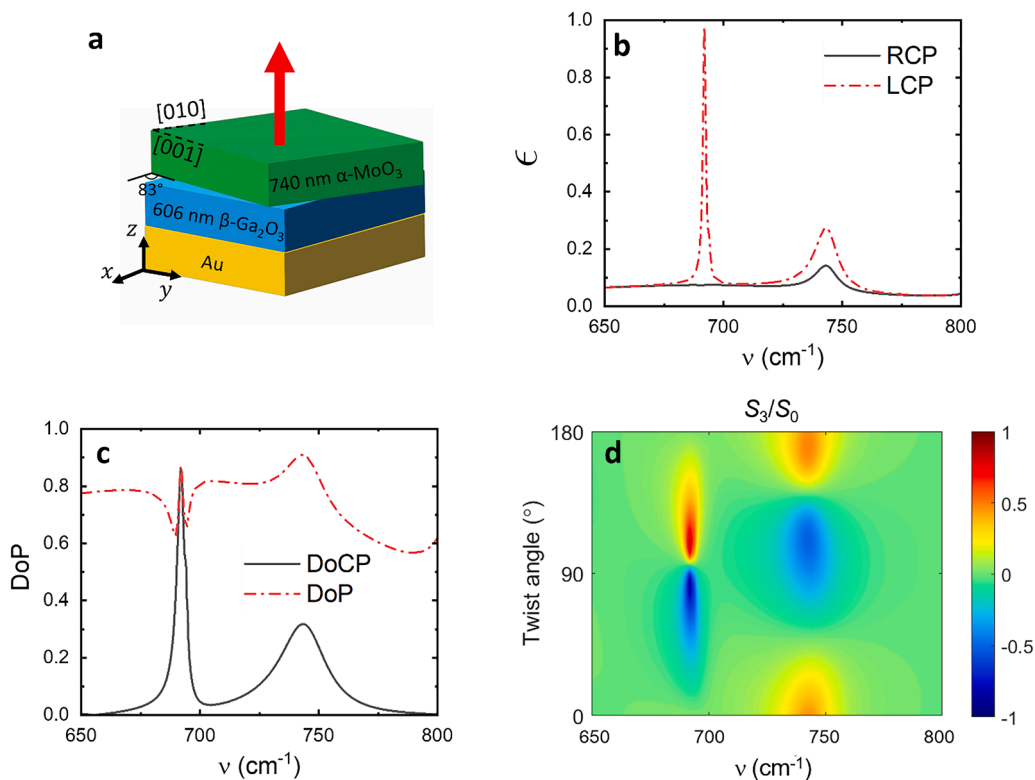 a
[010]
[001]
83°
740 nm α-MoO₃
606 nm β-Ga₂O₃
Au
z
x
y
b
RCP
LCP
ϵ
1.0
0.8
0.6
0.4
0.2
0.0
650 700 750 800
ν (cm⁻¹)
c
DoCP
DoP
DoP
1.0
0.8
0.6
0.4
0.2
0.0
650 700 750 800
ν (cm⁻¹)
S₃/S₀
d
Twist angle (°)
180
90
0
650 700 750 800
ν (cm⁻¹)
1
0.5
0
-0.5
-1